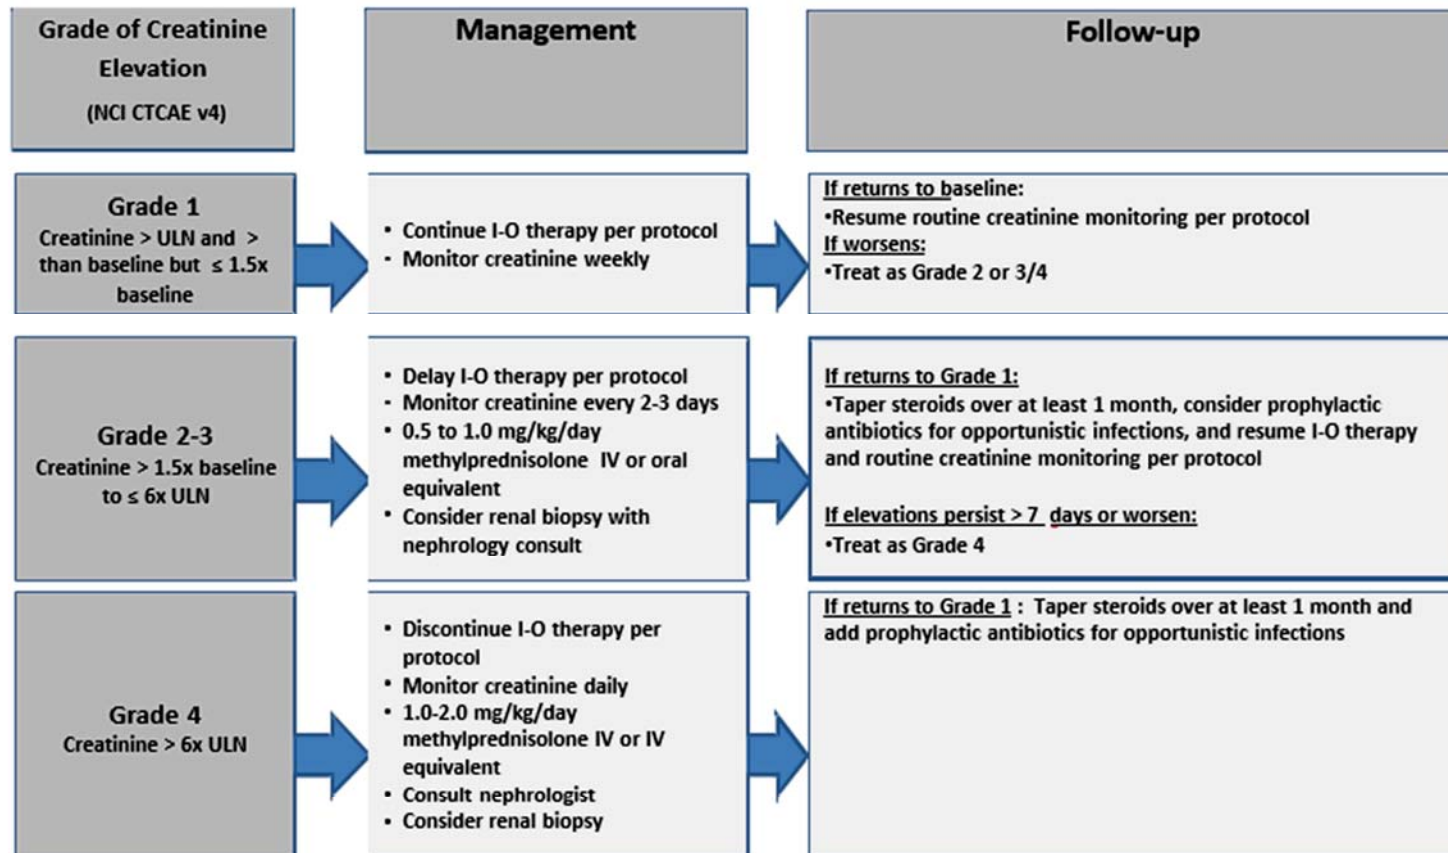 Grade of Creatinine
Elevation
(NCI CTCAE v4)
Management
Follow-up
Grade 1
Creatinine > ULN and >
than baseline but ≤ 1.5x
baseline
• Continue I-O therapy per protocol
- Monitor creatinine weekly
If returns to baseline:
•Resume routine creatinine monitoring per protocol
If worsens:
•Treat as Grade 2 or 3/4
Grade 2-3
Creatinine > 1.5x baseline
to ≤ 6x ULN
• Delay I-O therapy per protocol
- Monitor creatinine every 2-3 days
• 0.5 to 1.0 mg/kg/day
methylprednisolone IV or oral
equivalent
• Consider renal biopsy with
nephrology consult
If returns to Grade 1:
•Taper steroids over at least 1 month, consider prophylactic
antibiotics for opportunistic infections, and resume I-O therapy
and routine creatinine monitoring per protocol
If elevations persist > 7 days or worsen:
•Treat as Grade 4
Grade 4
Creatinine > 6x ULN
• Discontinue I-O therapy per
protocol
• Monitor creatinine daily
• 1.0-2.0 mg/kg/day
methylprednisolone IV or IV
equivalent
• Consult nephrologist
• Consider renal biopsy
If returns to Grade 1 : Taper steroids over at least 1 month and
add prophylactic antibiotics for opportunistic infections